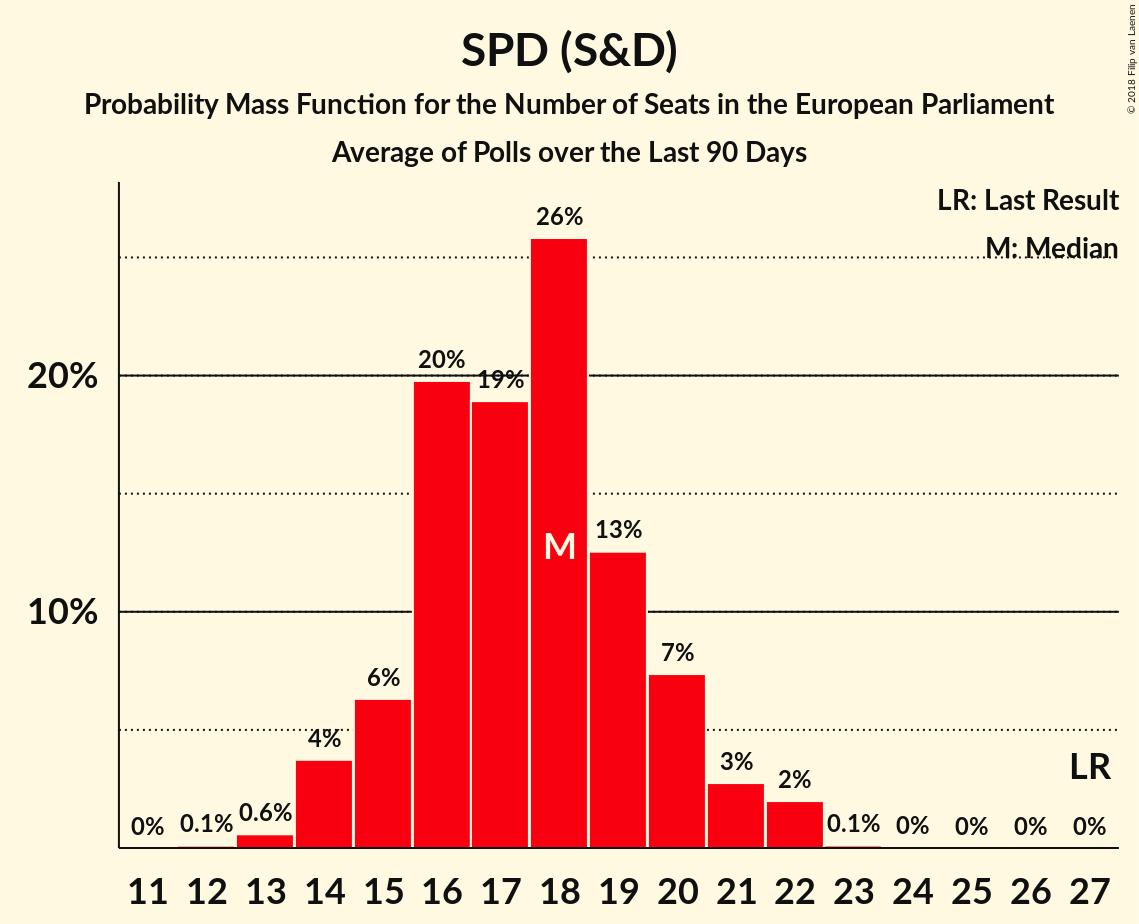 SPD (S&D)
Probability Mass Function for the Number of Seats in the European Parliament
Average of Polls over the Last 90 Days
© 2018 Filip van Laenen
LR: Last Result
M: Median
20%
10%
0%
0.1%
0.6%
4%
6%
20%
19%
26%
13%
7%
3%
2%
0.1%
0%
0%
0%
0%
M
LR
11 12 13 14 15 16 17 18 19 20 21 22 23 24 25 26 27